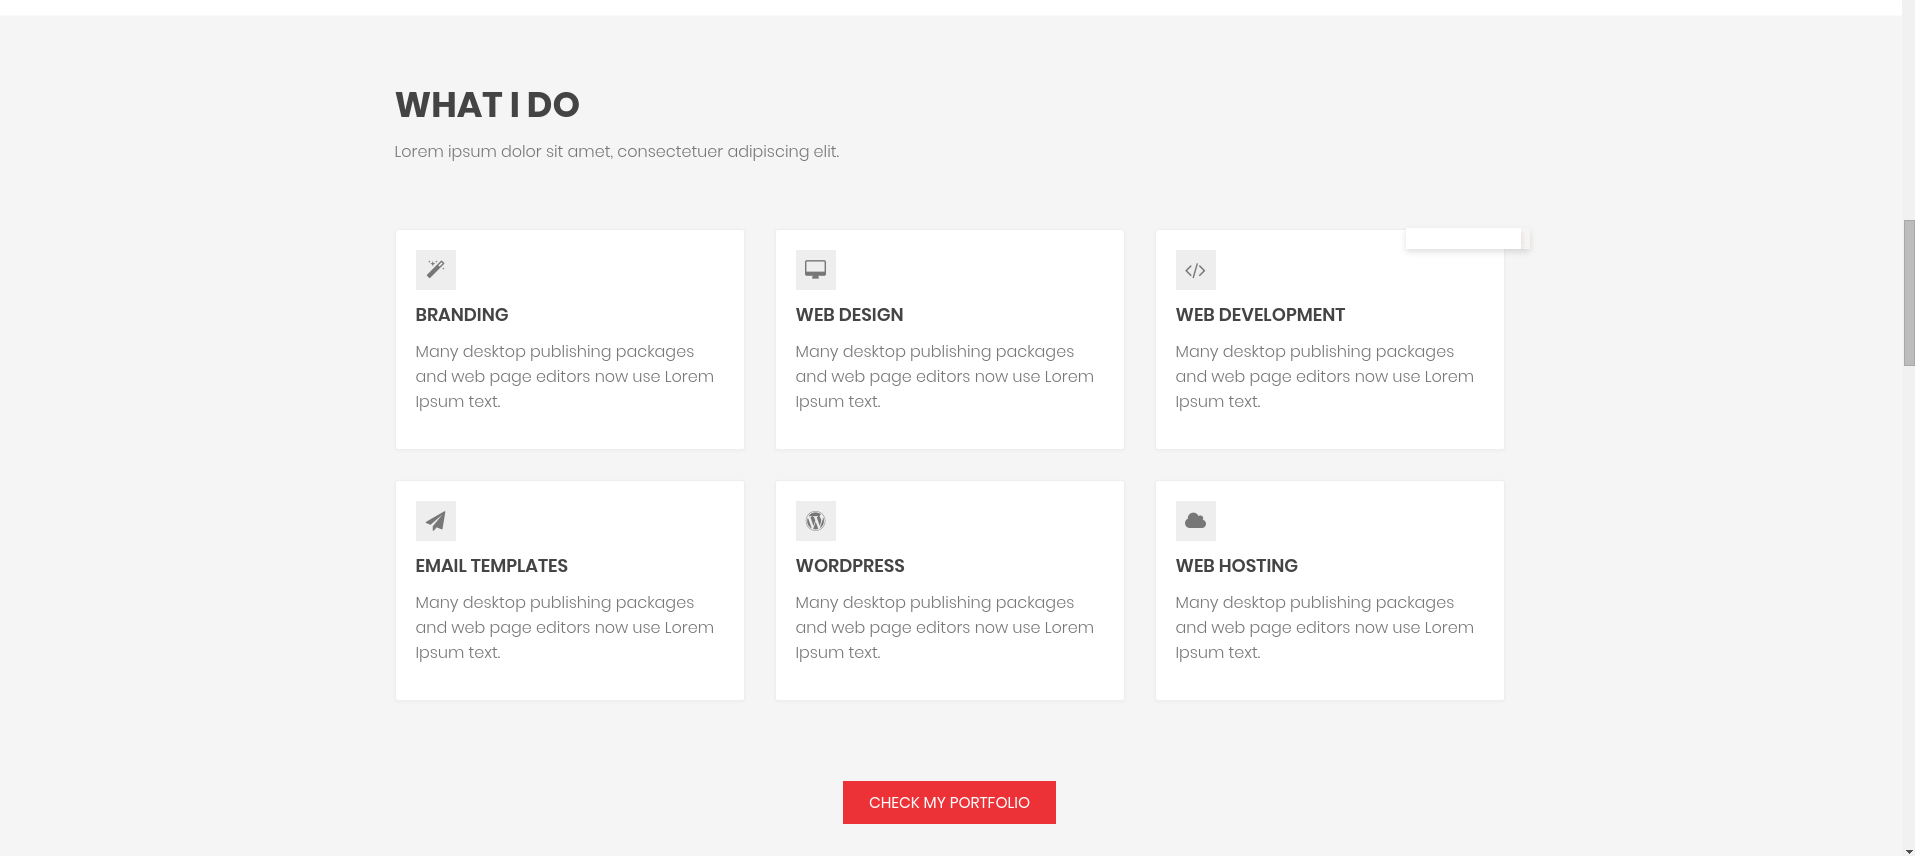 WHAT I DO
Lorem ipsum dolor sit amet, consectetuer adipiscing elit.
BRANDING
Many desktop publishing packages
and web page editors now use Lorem
Ipsum text.
WEB DESIGN
Many desktop publishing packages
and web page editors now use Lorem
Ipsum text.
WEB DEVELOPMENT
Many desktop publishing packages
and web page editors now use Lorem
Ipsum text.
EMAIL TEMPLATES
Many desktop publishing packages
and web page editors now use Lorem
Ipsum text.
WORDPRESS
Many desktop publishing packages
and web page editors now use Lorem
Ipsum text.
WEB HOSTING
Many desktop publishing packages
and web page editors now use Lorem
Ipsum text.
CHECK MY PORTFOLIO